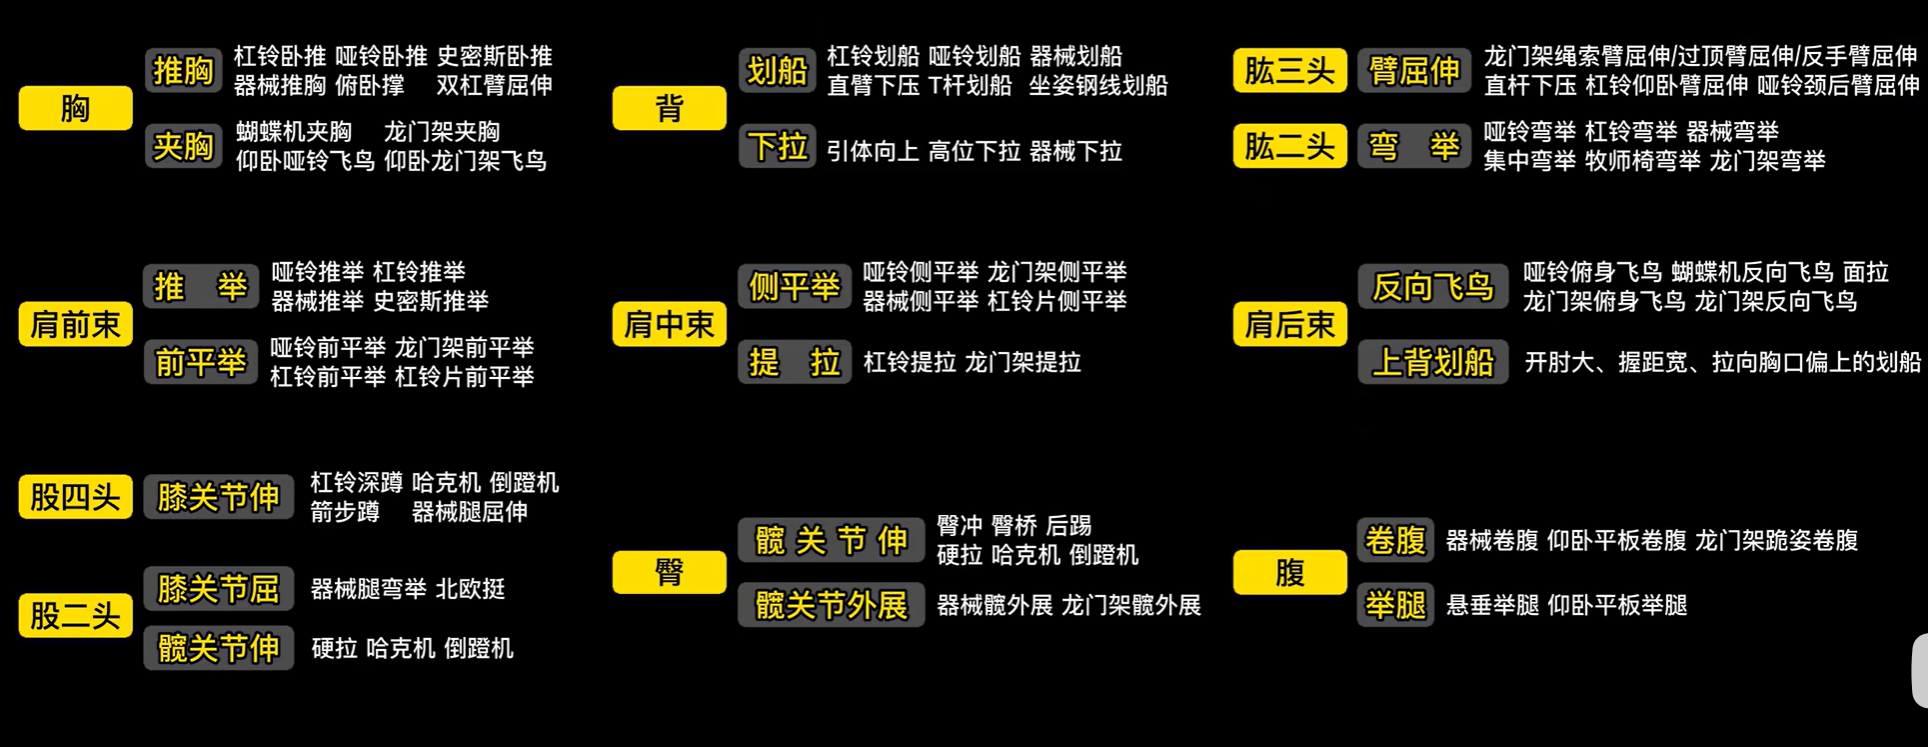 胸
推胸
杠铃卧推 哑铃卧推 史密斯卧推
器械推胸 俯卧撑 双杠臂屈伸
夹胸
蝴蝶机夹胸 龙门架夹胸
仰卧哑铃飞鸟 仰卧龙门架飞鸟
背
划船
杠铃划船 哑铃划船 器械划船
直臂下压 T杆划船 坐姿钢线划船
下拉
引体向上 高位下拉 器械下拉
肱三头
臂屈伸
龙门架绳索臂屈伸/过顶臂屈伸/反手臂屈伸
直杆下压 杠铃仰卧臂屈伸 哑铃颈后臂屈伸
肱二头
弯 举
哑铃弯举 杠铃弯举 器械弯举
集中弯举 牧师椅弯举 龙门架弯举
肩前束
推 举
哑铃推举 杠铃推举
器械推举 史密斯推举
前平举
哑铃前平举 龙门架前平举
杠铃前平举 杠铃片前平举
肩中束
侧平举
哑铃侧平举 龙门架侧平举
器械侧平举 杠铃片侧平举
提 拉
杠铃提拉 龙门架提拉
肩后束
反向飞鸟
哑铃俯身飞鸟 蝴蝶机反向飞鸟 面拉
龙门架俯身飞鸟 龙门架反向飞鸟
上背划船
开肘大、握距宽、拉向胸口偏上的划船
股四头
膝关节伸
杠铃深蹲 哈克机 倒蹬机
箭步蹲 器械腿屈伸
股二头
膝关节屈
器械腿弯举 北欧挺
髋关节伸
硬拉 哈克机 倒蹬机
臀
髋 关 节 伸
臀冲 臀桥 后踢
硬拉 哈克机 倒蹬机
髋关节外展
器械髋外展 龙门架髋外展
腹
卷腹
器械卷腹 仰卧平板卷腹 龙门架跪姿卷腹
举腿
悬垂举腿 仰卧平板举腿